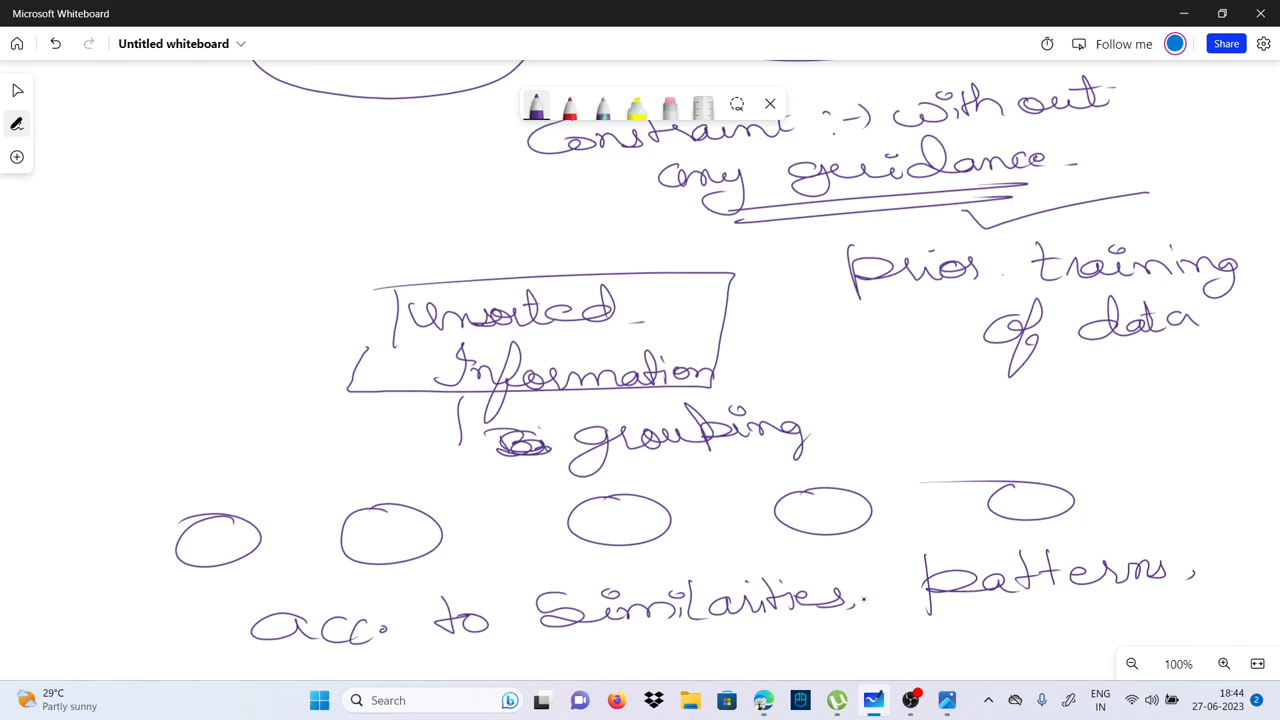 Microsoft Whiteboard
Untitled whiteboard
Follow me
Share
Constraint :-) without
any guidance -
prior training
of data
Unsorted
Information
grouping
acc. to Similarities, patterns,
100%
29°C
Partly sunny
Search
ENG
IN
18:44
27-06-2023
2